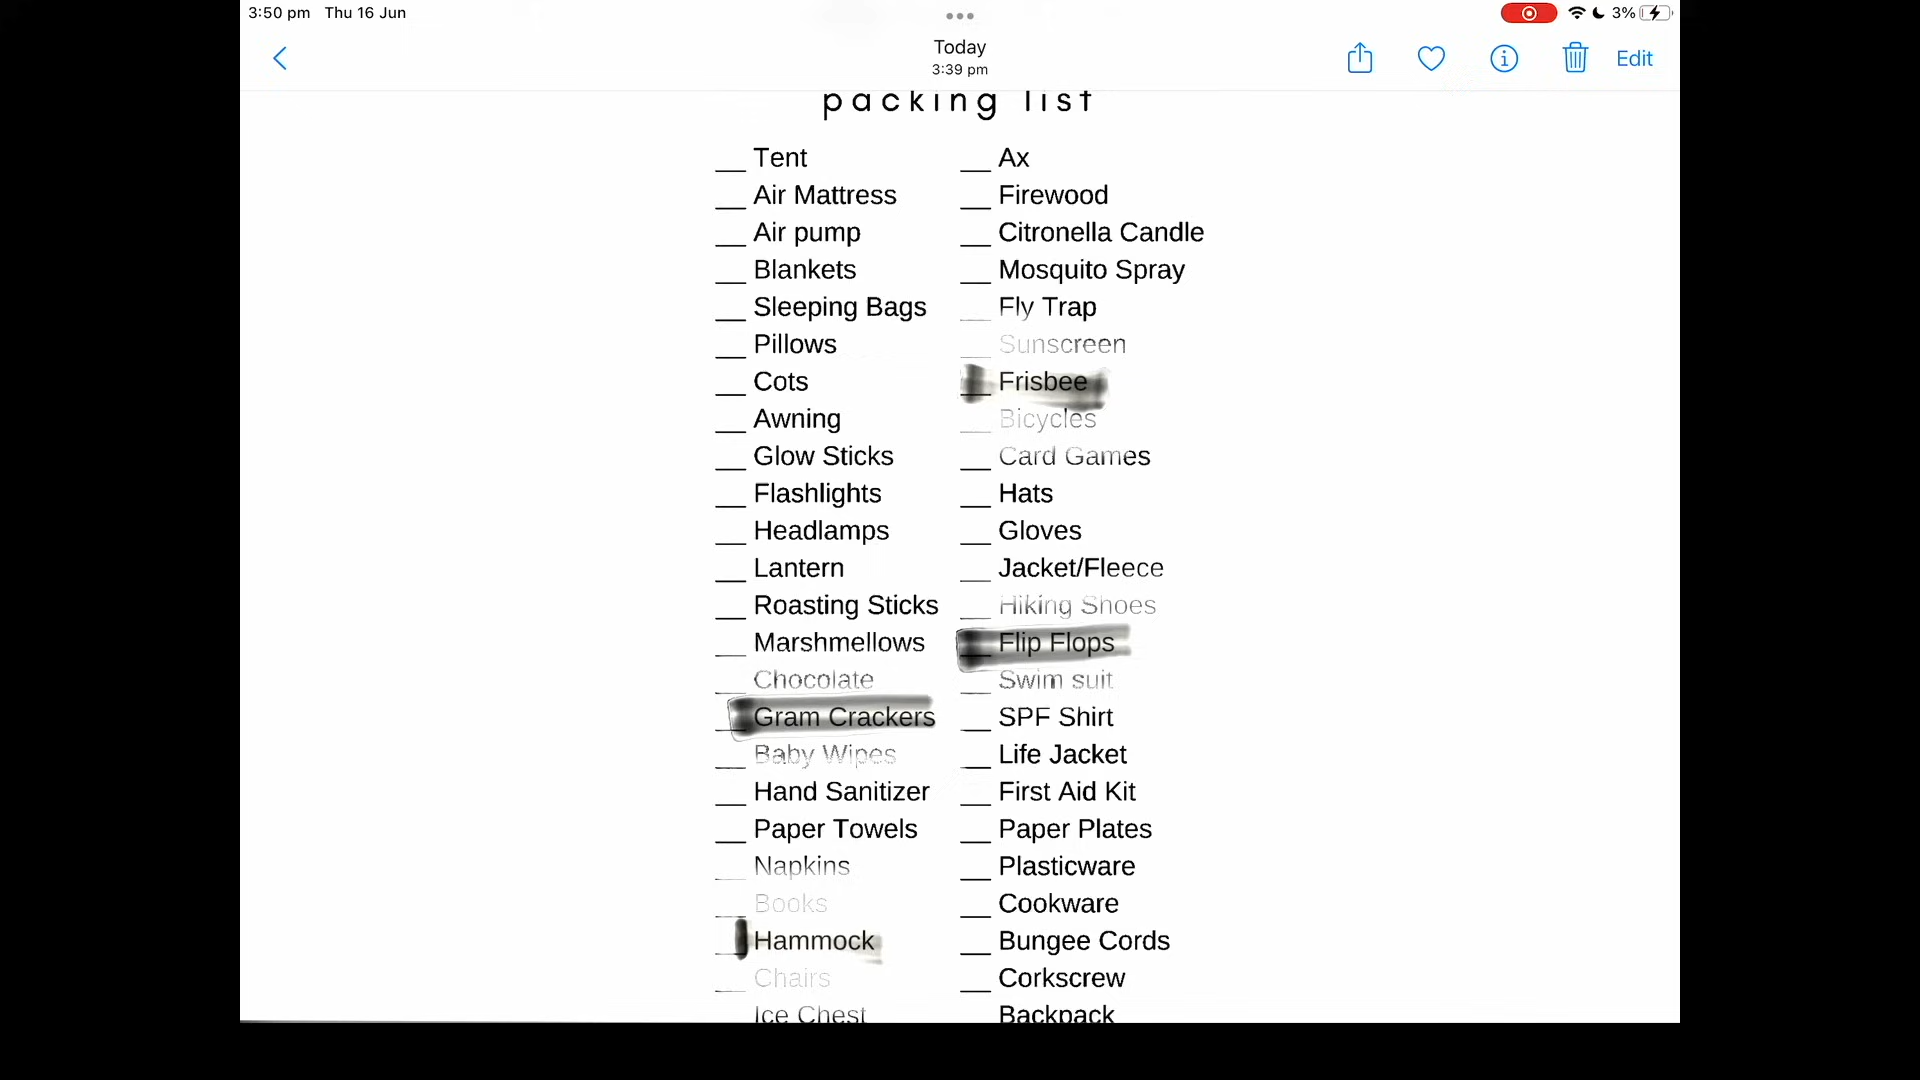 3:50 pm Thu 16 Jun
3%
Today
3:39 pm
Edit
packing list
__ Tent
__ Air Mattress
__ Air pump
__ Blankets
__ Sleeping Bags
__ Pillows
__ Cots
__ Awning
__ Glow Sticks
__ Flashlights
__ Headlamps
__ Lantern
__ Roasting Sticks
__ Marshmellows
__ Chocolate
__ Gram Crackers
__ Baby Wipes
__ Hand Sanitizer
__ Paper Towels
__ Napkins
__ Books
__ Hammock
__ Chairs
Ice Chest
__ Ax
__ Firewood
__ Citronella Candle
__ Mosquito Spray
__ Fly Trap
__ Sunscreen
__ Frisbee
__ Bicycles
__ Card Games
__ Hats
__ Gloves
__ Jacket/Fleece
__ Hiking Shoes
__ Flip Flops
__ Swim suit
__ SPF Shirt
__ Life Jacket
__ First Aid Kit
__ Paper Plates
__ Plasticware
__ Cookware
__ Bungee Cords
__ Corkscrew
Backpack